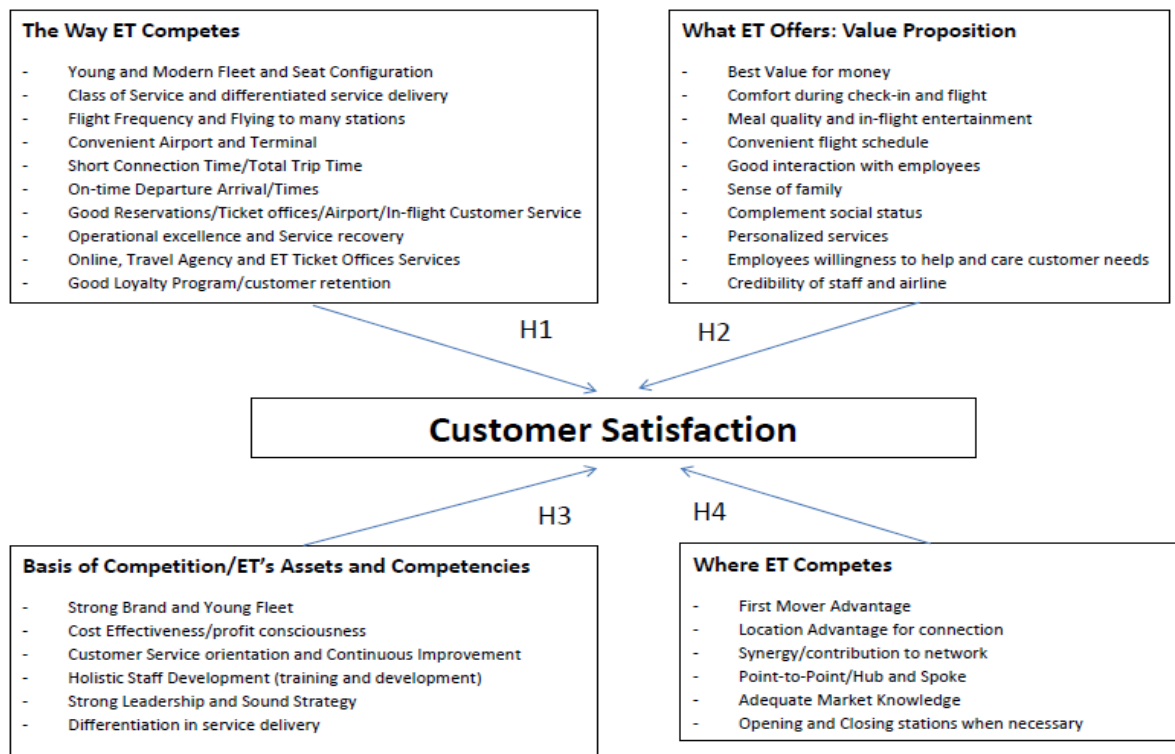 The Way ET Competes
- Young and Modern Fleet and Seat Configuration
- Class of Service and differentiated service delivery
- Flight Frequency and Flying to many stations
- Convenient Airport and Terminal
- Short Connection Time/Total Trip Time
- On-time Departure Arrival/Times
- Good Reservations/Ticket offices/Airport/In-flight Customer Service
- Operational excellence and Service recovery
- Online, Travel Agency and ET Ticket Offices Services
- Good Loyalty Program/customer retention
What ET Offers: Value Proposition
- Best Value for money
- Comfort during check-in and flight
- Meal quality and in-flight entertainment
- Convenient flight schedule
- Good interaction with employees
- Sense of family
- Complement social status
- Personalized services
- Employees willingness to help and care customer needs
- Credibility of staff and airline
H1
H2
Customer Satisfaction
H3
H4
Basis of Competition/ET's Assets and Competencies
- Strong Brand and Young Fleet
- Cost Effectiveness/profit consciousness
- Customer Service orientation and Continuous Improvement
- Holistic Staff Development (training and development)
- Strong Leadership and Sound Strategy
- Differentiation in service delivery
Where ET Competes
- First Mover Advantage
- Location Advantage for connection
- Synergy/contribution to network
- Point-to-Point/Hub and Spoke
- Adequate Market Knowledge
- Opening and Closing stations when necessary